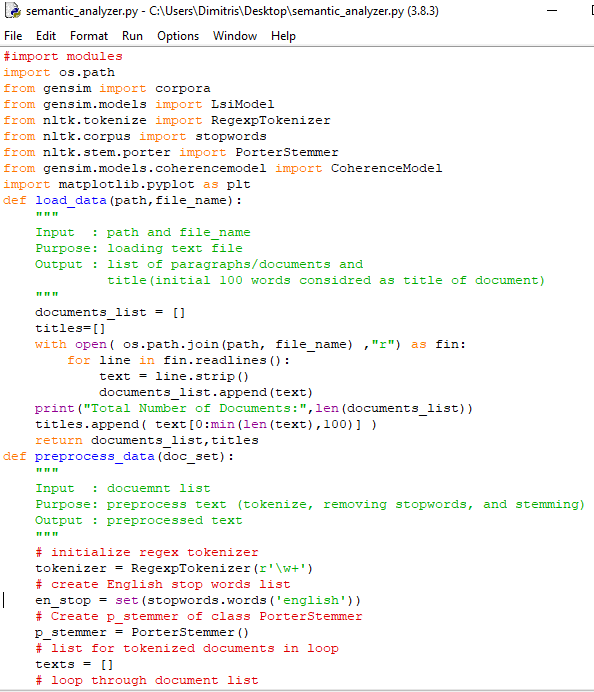 semantic_analyzer.py - C:\Users\Dimitris\Desktop\semantic_analyzer.py (3.8.3)
File Edit Format Run Options Window Help
#import modules
import os.path
from gensim import corpora
from gensim.models import LsiModel
from nltk.tokenize import RegexpTokenizer
from nltk.corpus import stopwords
from nltk.stem.porter import PorterStemmer
from gensim.models.coherencemodel import CoherenceModel
import matplotlib.pyplot as plt
def load_data(path,file_name):
    """
    Input  : path and file_name
    Purpose: loading text file
    Output : list of paragraphs/documents and
             title(initial 100 words considred as title of document)
    """
    documents_list = []
    titles=[]
    with open( os.path.join(path, file_name) ,"r") as fin:
        for line in fin.readlines():
            text = line.strip()
            documents_list.append(text)
    print("Total Number of Documents:",len(documents_list))
    titles.append( text[0:min(len(text),100)] )
    return documents_list,titles
def preprocess_data(doc_set):
    """
    Input  : docuemnt list
    Purpose: preprocess text (tokenize, removing stopwords, and stemming)
    Output : preprocessed text
    """
    # initialize regex tokenizer
    tokenizer = RegexpTokenizer(r'\w+')
    # create English stop words list
    en_stop = set(stopwords.words('english'))
    # Create p_stemmer of class PorterStemmer
    p_stemmer = PorterStemmer()
    # list for tokenized documents in loop
    texts = []
    # loop through document list